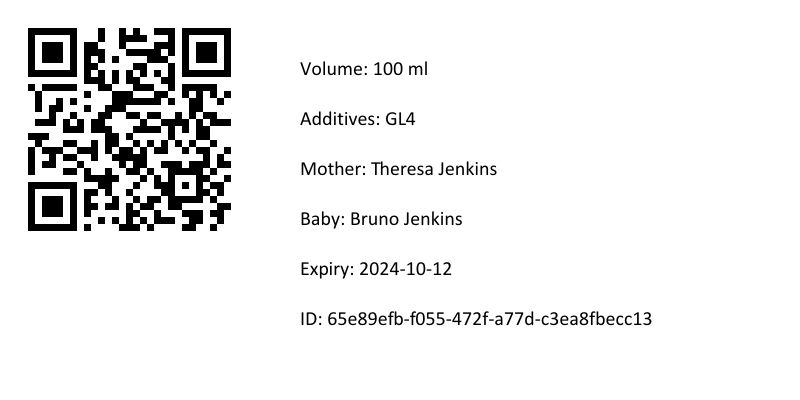 Volume: 100 ml
Additives: GL4
Mother: Theresa Jenkins
Baby: Bruno Jenkins
Expiry: 2024-10-12
ID: 65e89efb-f055-472f-a77d-c3ea8fbecc13